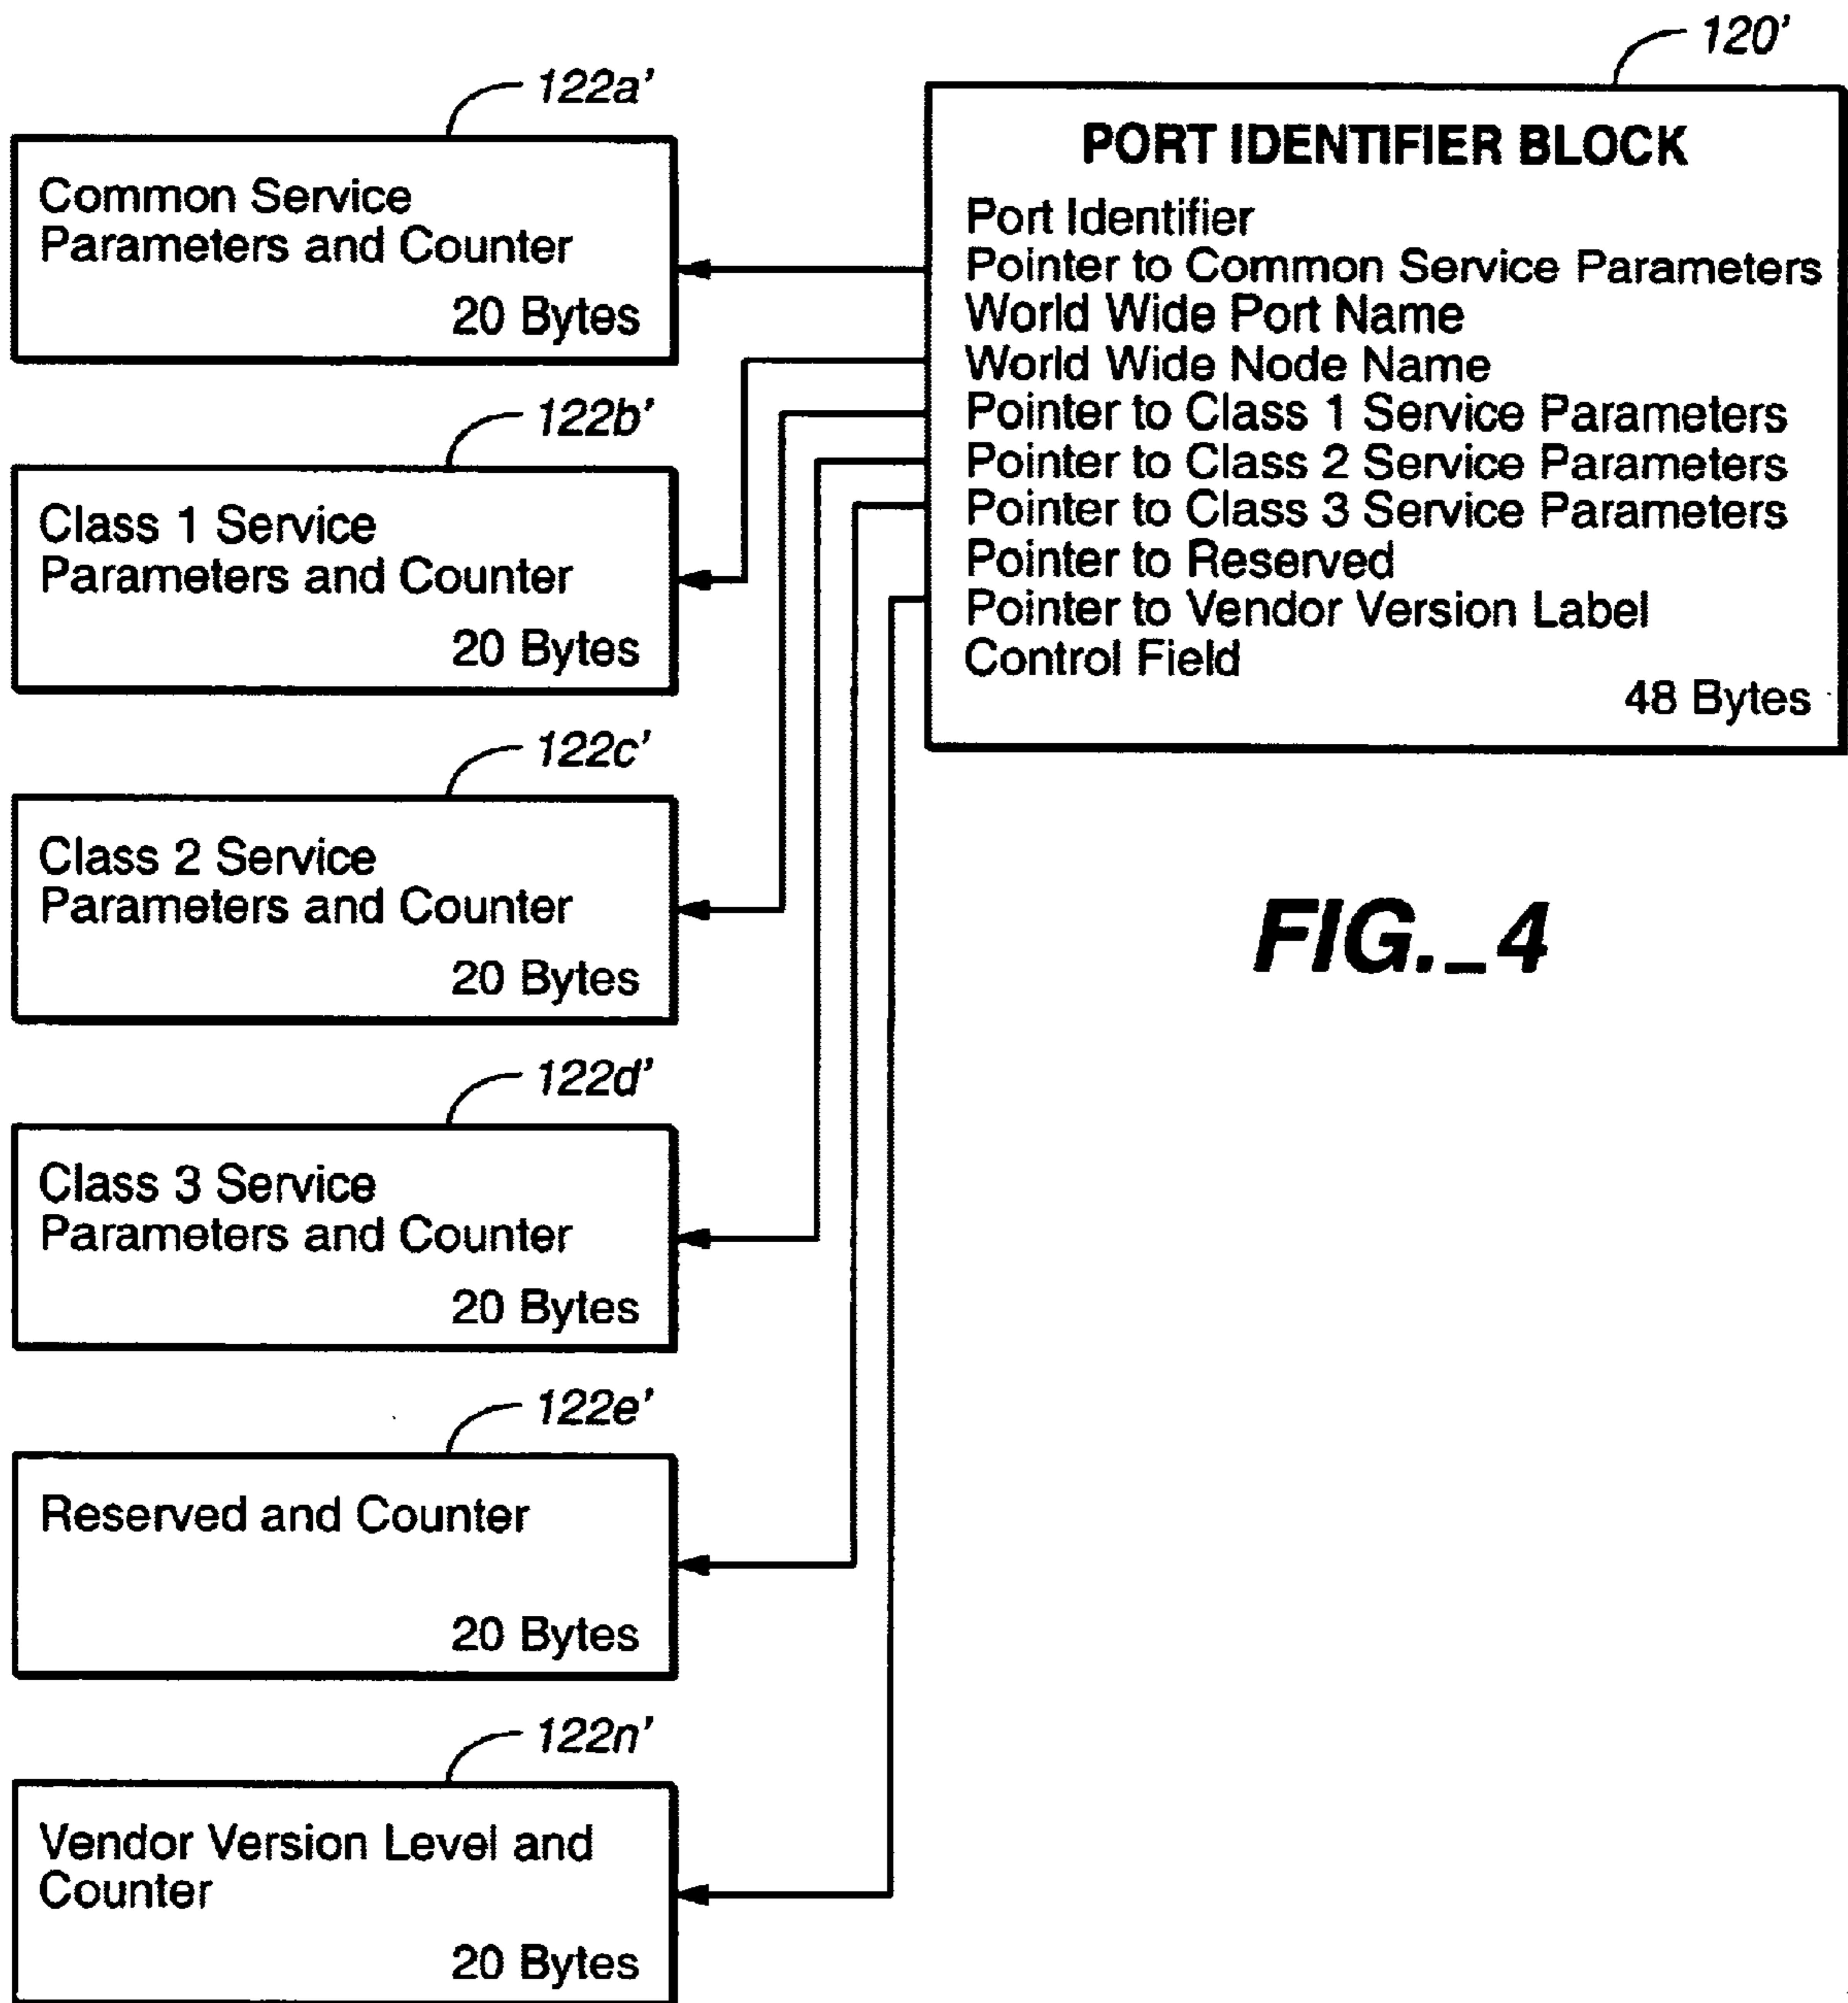 122a'
Common Service
Parameters and Counter
20 Bytes
122b'
Class 1 Service
Parameters and Counter
20 Bytes
122c'
Class 2 Service
Parameters and Counter
20 Bytes
122d'
Class 3 Service
Parameters and Counter
20 Bytes
122e'
Reserved and Counter
20 Bytes
122n'
Vendor Version Level and
Counter
20 Bytes
120'
PORT IDENTIFIER BLOCK
Port Identifier
Pointer to Common Service Parameters
World Wide Port Name
World Wide Node Name
Pointer to Class 1 Service Parameters
Pointer to Class 2 Service Parameters
Pointer to Class 3 Service Parameters
Pointer to Reserved
Pointer to Vendor Version Label
Control Field
48 Bytes
FIG._4